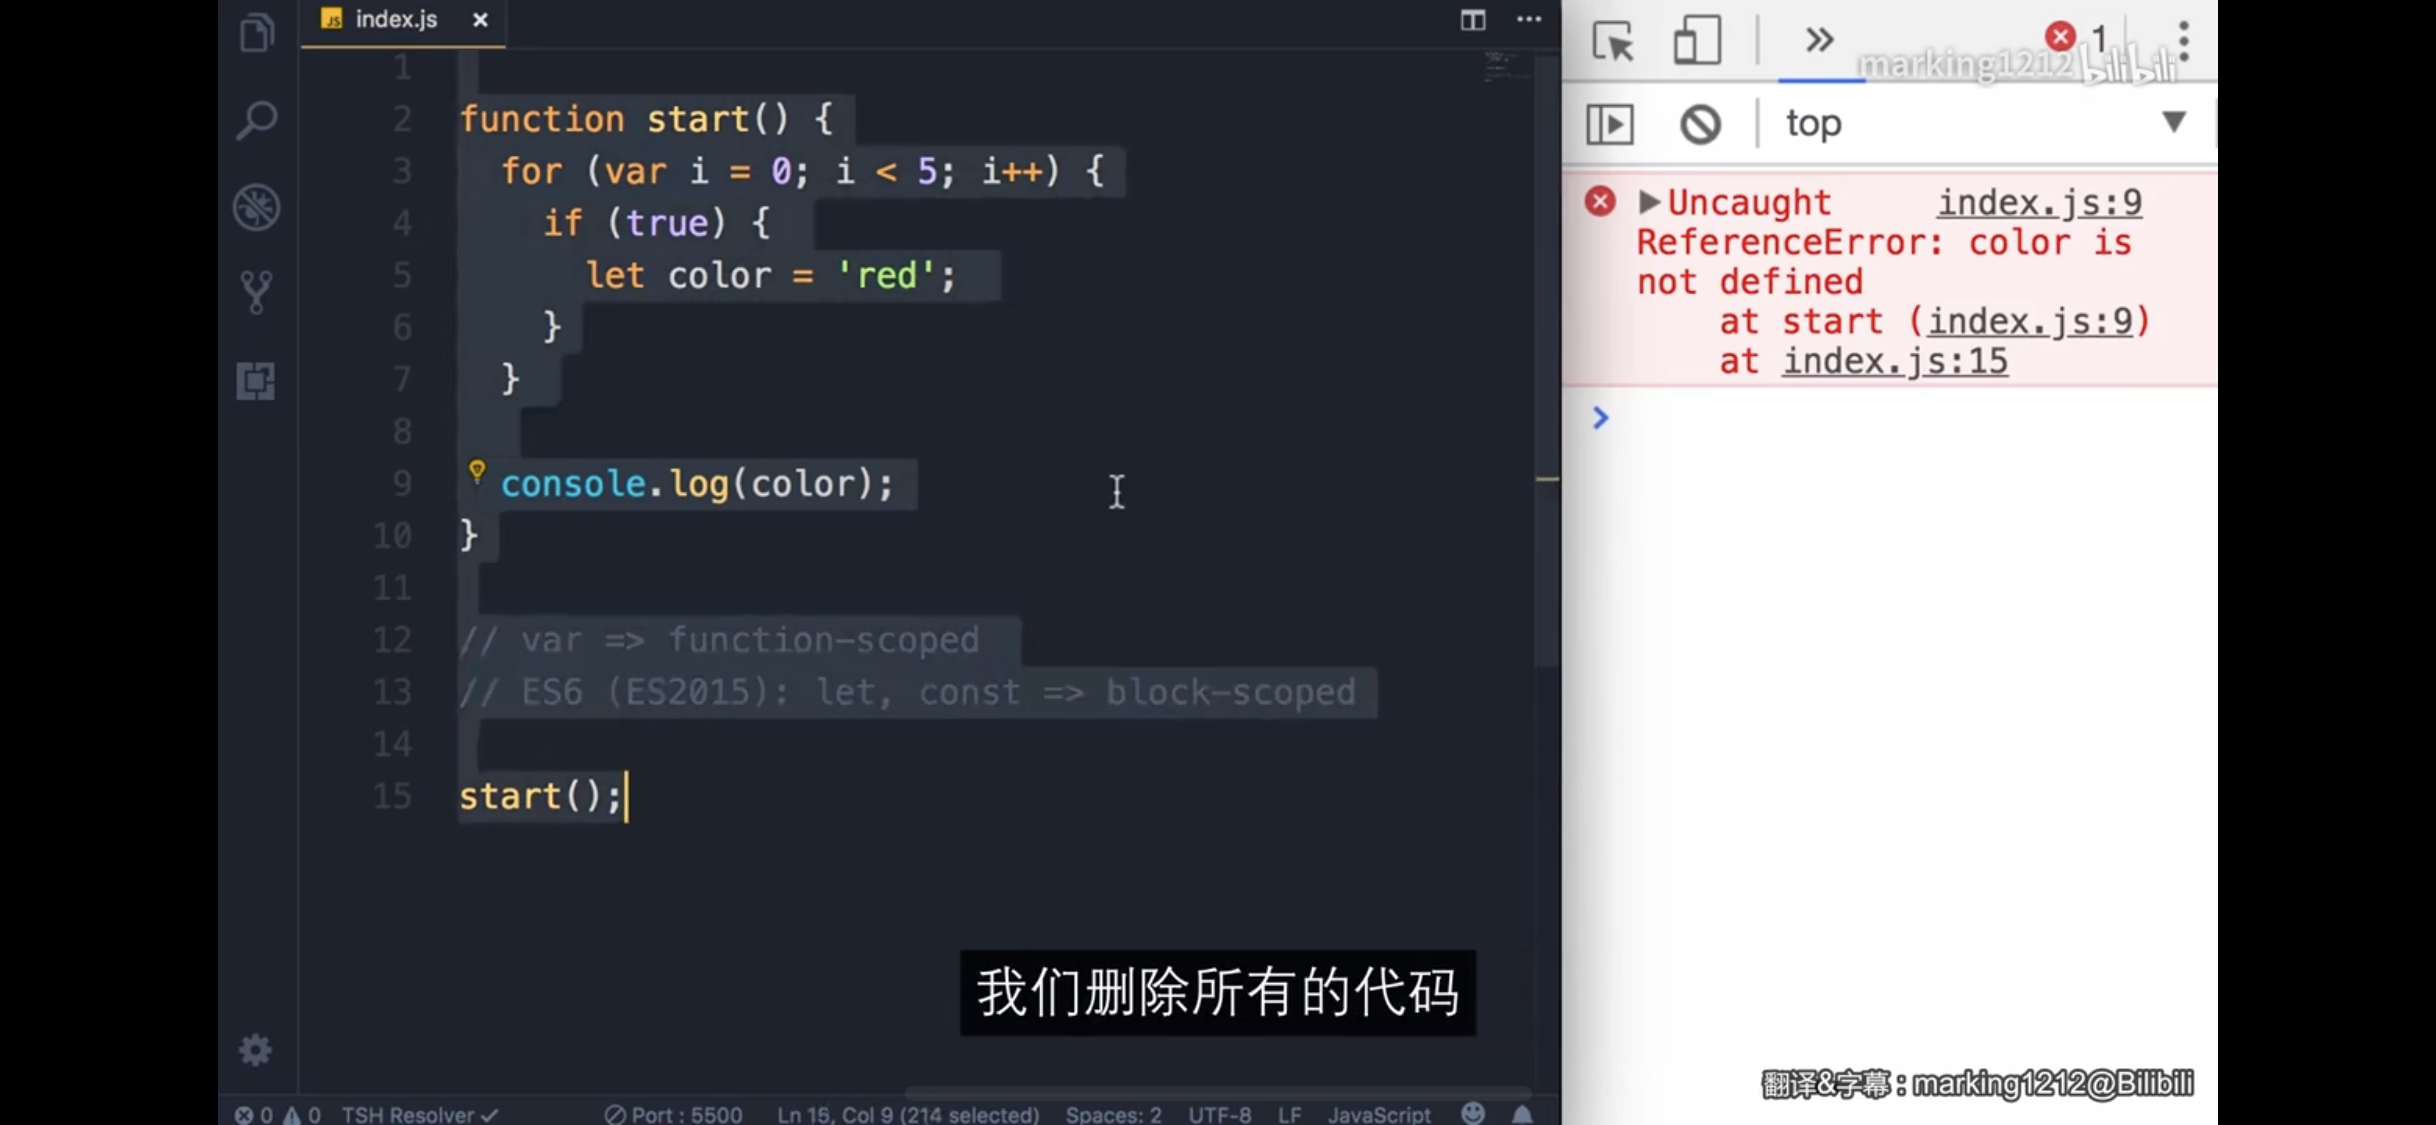 index.js
1
2 function start() {
3 for (var i = 0; i < 5; i++) {
4 if (true) {
5 let color = 'red';
6 }
7 }
8
9 console.log(color);
10 }
11
12 // var => function-scoped
13 // ES6 (ES2015): let, const => block-scoped
14
15 start();
我们删除所有的代码
0 0 TSH Resolver Port : 5500 Ln 15, Col 9 (214 selected) Spaces: 2 UTF-8 LF JavaScript
1
marking1212 bilibili
top
Uncaught index.js:9
ReferenceError: color is
not defined
at start (index.js:9)
at index.js:15
翻译&字幕：marking1212@Bilibili